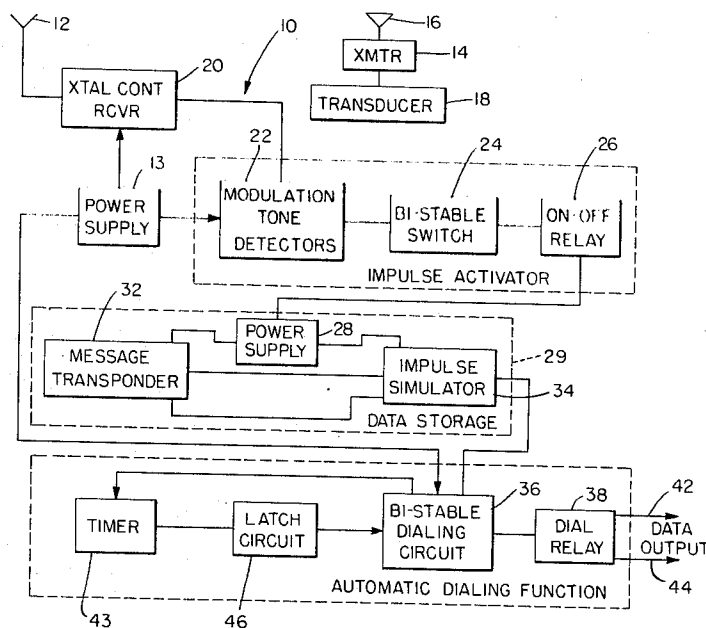 12
16
10
XMTR
14
20
XTAL CONT
RCVR
TRANSDUCER
18
22
24
26
13
POWER
SUPPLY
MODULATION
TONE
DETECTORS
BI-STABLE
SWITCH
ON-OFF
RELAY
IMPULSE ACTIVATOR
32
POWER
SUPPLY
28
29
MESSAGE
TRANSPONDER
IMPULSE
SIMULATOR
34
DATA STORAGE
36
38
42
TIMER
LATCH
CIRCUIT
BI-STABLE
DIALING
CIRCUIT
DIAL
RELAY
DATA
OUTPUT
44
AUTOMATIC DIALING FUNCTION
43
46